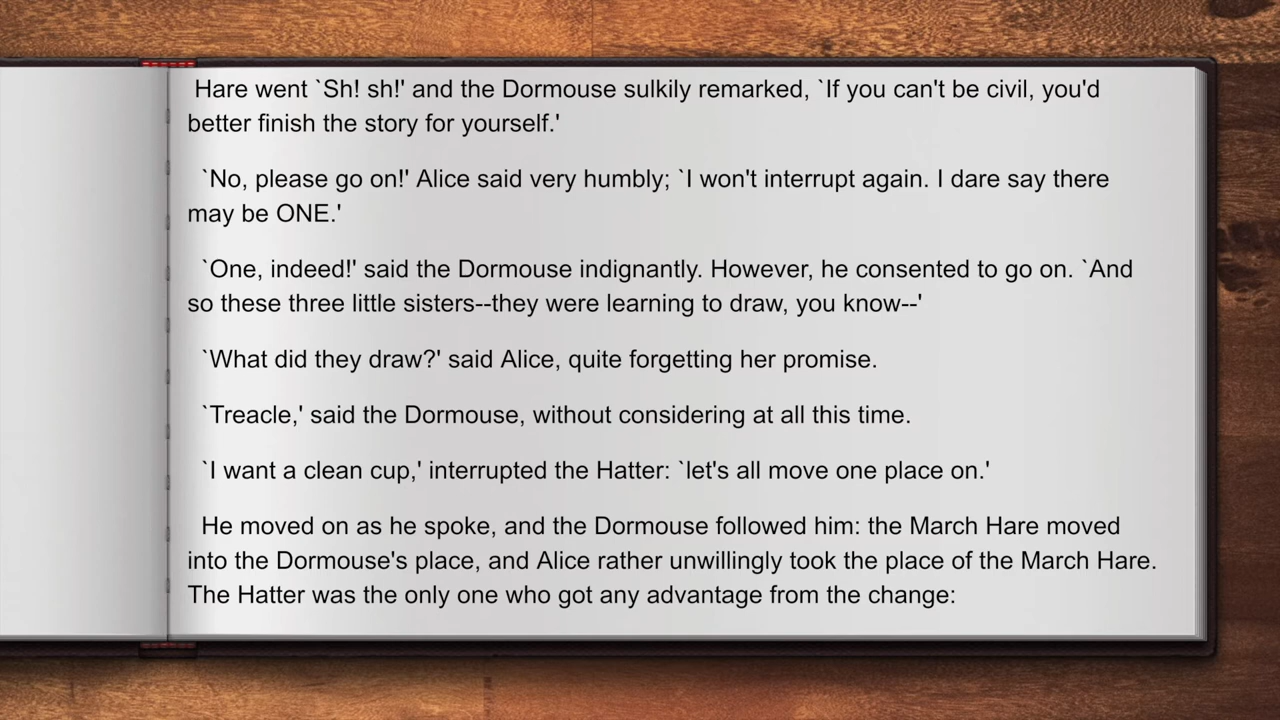 Hare went `Sh! sh!' and the Dormouse sulkily remarked, `If you can't be civil, you'd
better finish the story for yourself.'
`No, please go on!' Alice said very humbly; `I won't interrupt again. I dare say there
may be ONE.'
`One, indeed!' said the Dormouse indignantly. However, he consented to go on. `And
so these three little sisters--they were learning to draw, you know--'
`What did they draw?' said Alice, quite forgetting her promise.
`Treacle,' said the Dormouse, without considering at all this time.
`I want a clean cup,' interrupted the Hatter: `let's all move one place on.'
He moved on as he spoke, and the Dormouse followed him: the March Hare moved
into the Dormouse's place, and Alice rather unwillingly took the place of the March Hare.
The Hatter was the only one who got any advantage from the change: